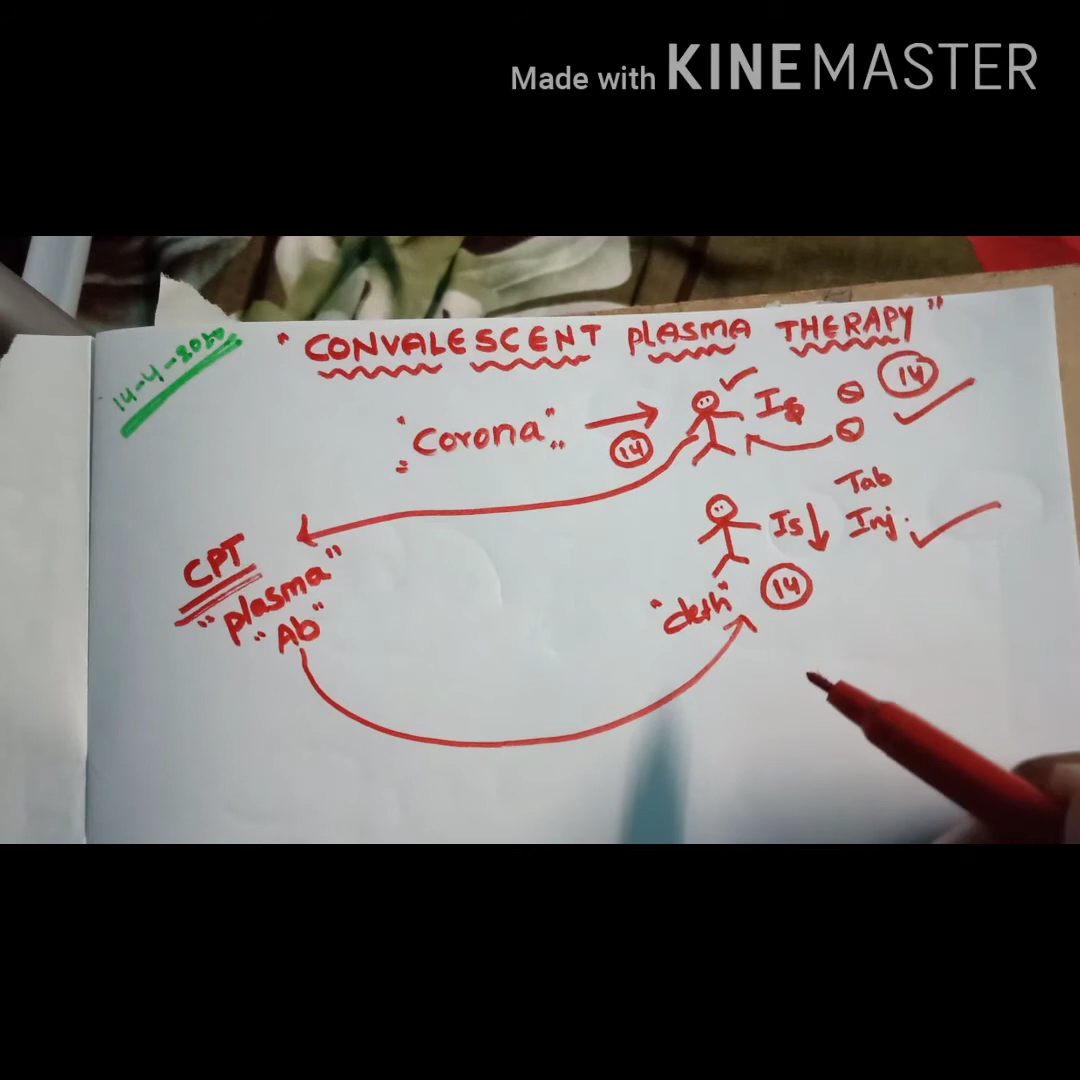 Made with KINEMASTER
14-4-2020
" CONVALESCENT PLASMA THERAPY "
"Corona" 14 Is 14
Tab
Is Inj.
CPT
"plasma"
"Ab"
"deth" 14